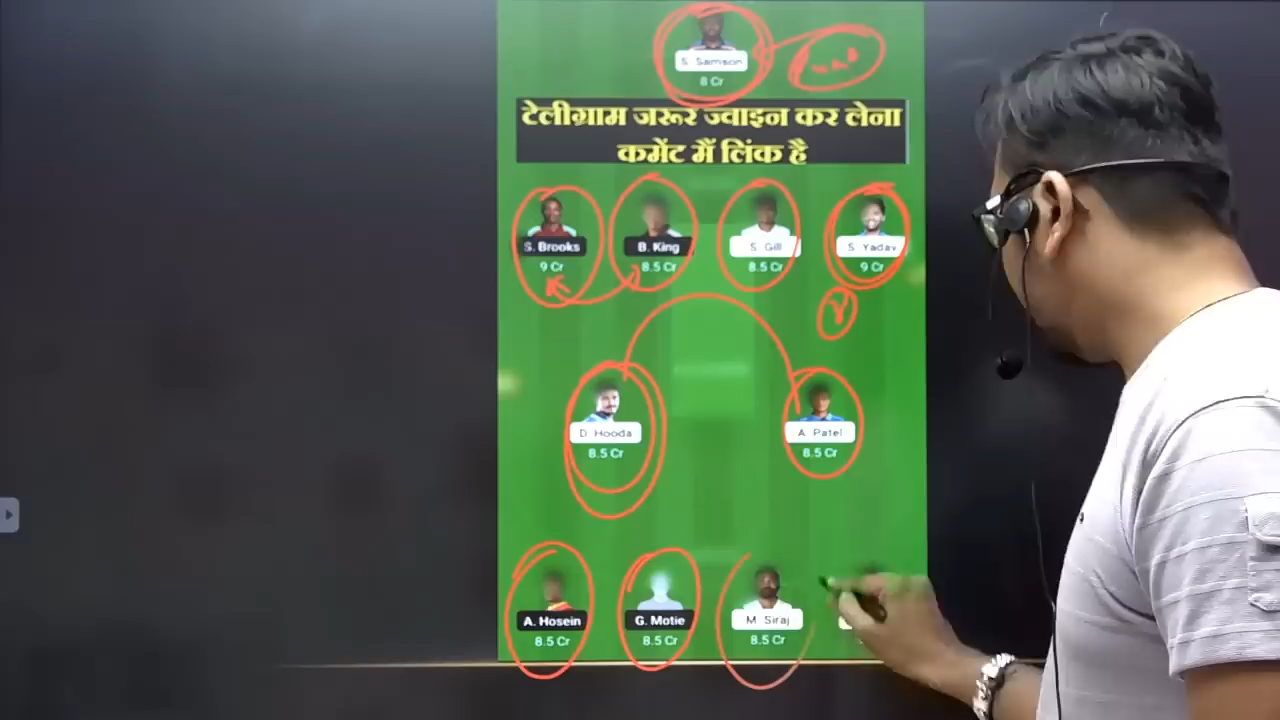 S. Samson
8 Cr
टेलीग्राम जरूर ज्वाइन कर लेना
कमेंट मैं लिंक है
S. Brooks
B. King
S. Gill
S. Yadav
9 Cr
8.5 Cr
8.5 Cr
9 Cr
D. Hooda
A. Patel
8.5 Cr
8.5 Cr
A. Hosein
G. Motie
M. Siraj
8.5 Cr
8.5 Cr
8.5 Cr